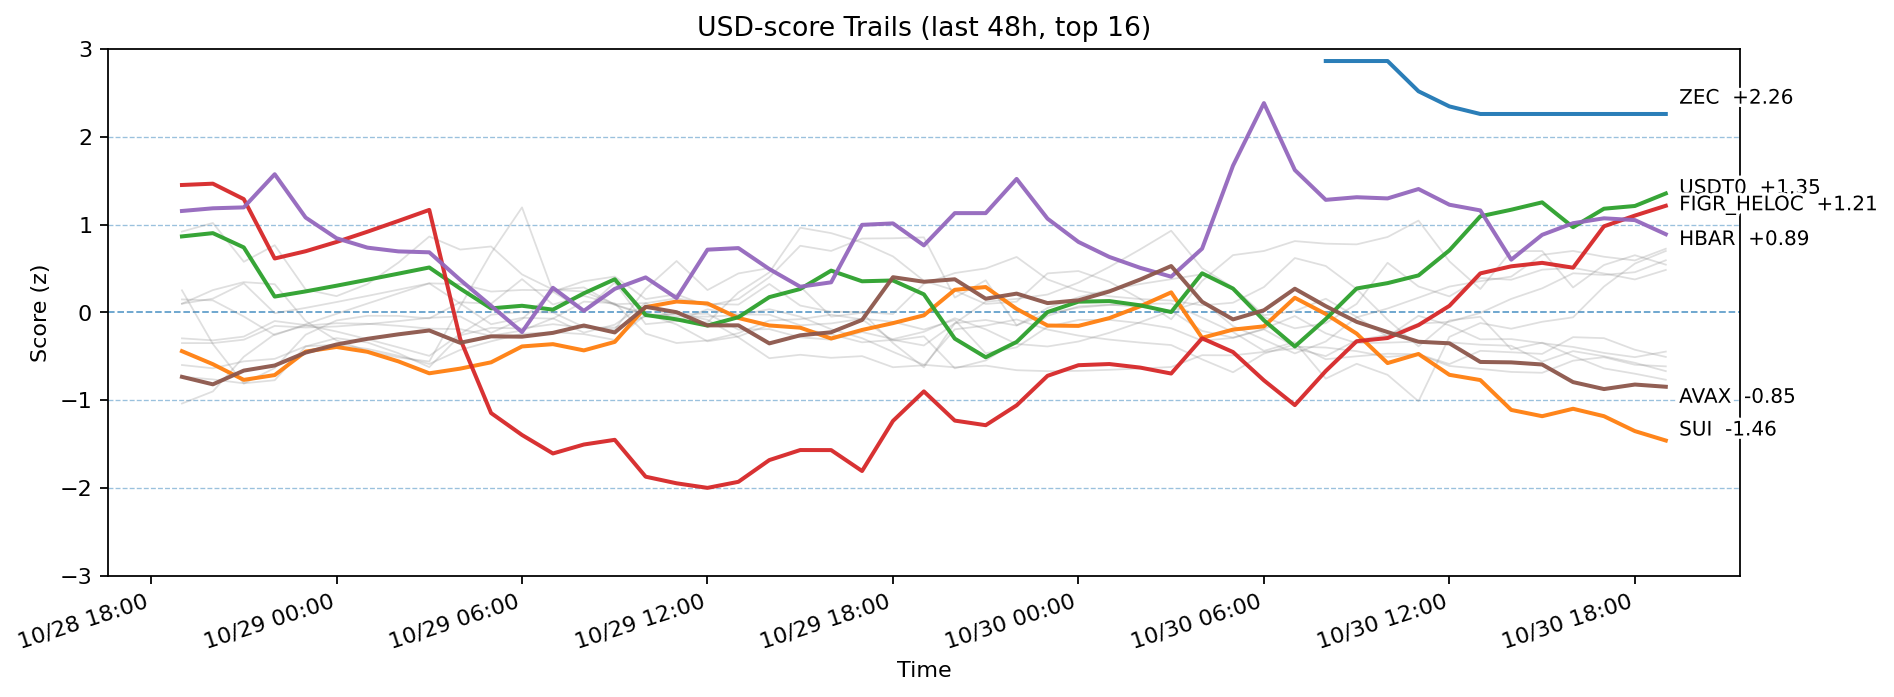 USD-score Trails (last 48h, top 16)
3
2
1
0
−1
−2
−3
Score (z)
ZEC +2.26
USDT0 +1.35
FIGR_HELOC +1.21
HBAR +0.89
AVAX -0.85
SUI -1.46
10/28 18:00
10/29 00:00
10/29 06:00
10/29 12:00
10/29 18:00
10/30 00:00
10/30 06:00
10/30 12:00
10/30 18:00
Time